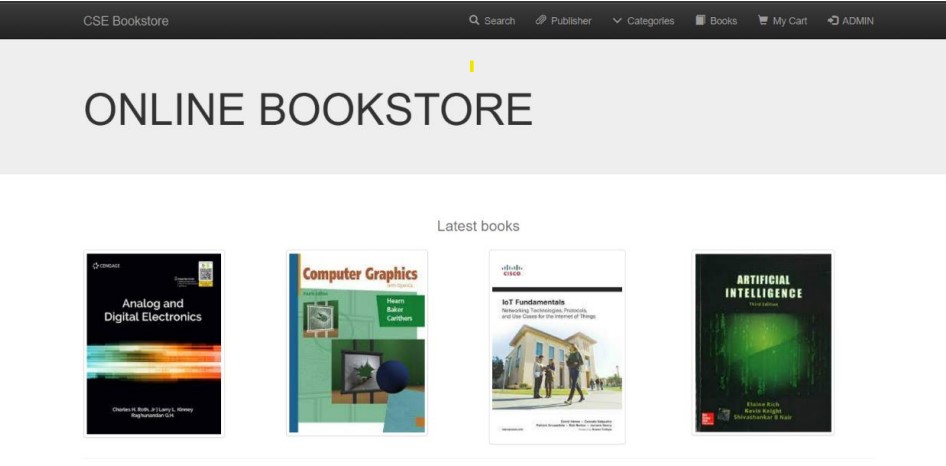 CSE Bookstore
Search Publisher Categories Books My Cart ADMIN
ONLINE BOOKSTORE
Latest books
CENGAGE
Analog and
Digital Electronics
Charles H. Roth, Jr | Larry L. Kinney
Raghunandan G.H.
Computer Graphics
with OpenGL
Hearn
Baker
Carithers
CISCO
IoT Fundamentals
Networking Technologies, Protocols,
and Use Cases for the Internet of Things
ARTIFICIAL
INTELLIGENCE
Third Edition
Elaine Rich
Kevin Knight
Shivashankar B Nair